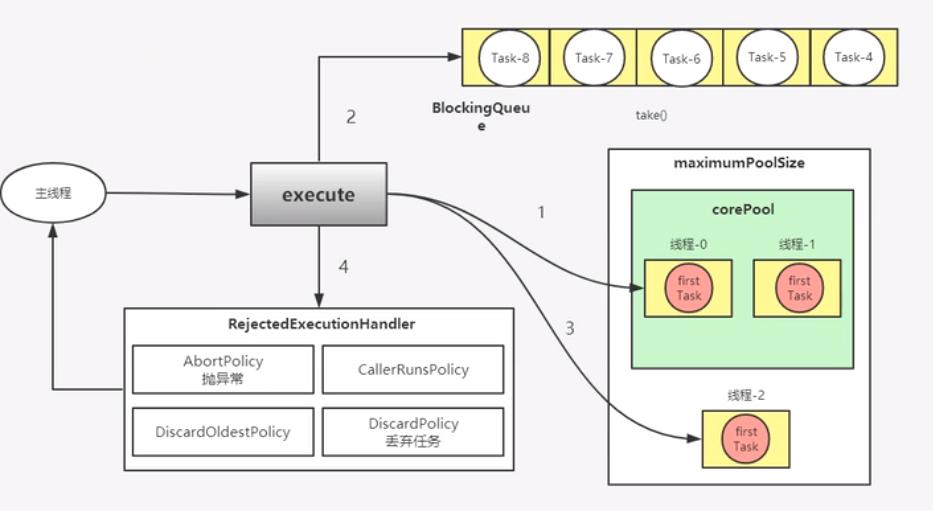 Task-8
Task-7
Task-6
Task-5
Task-4
BlockingQueu
e
take()
2
maximumPoolSize
主线程
execute
corePool
1
线程-0
线程-1
first
Task
first
Task
4
3
RejectedExecutionHandler
AbortPolicy
抛异常
CallerRunsPolicy
DiscardOldestPolicy
DiscardPolicy
丢弃任务
线程-2
first
Task